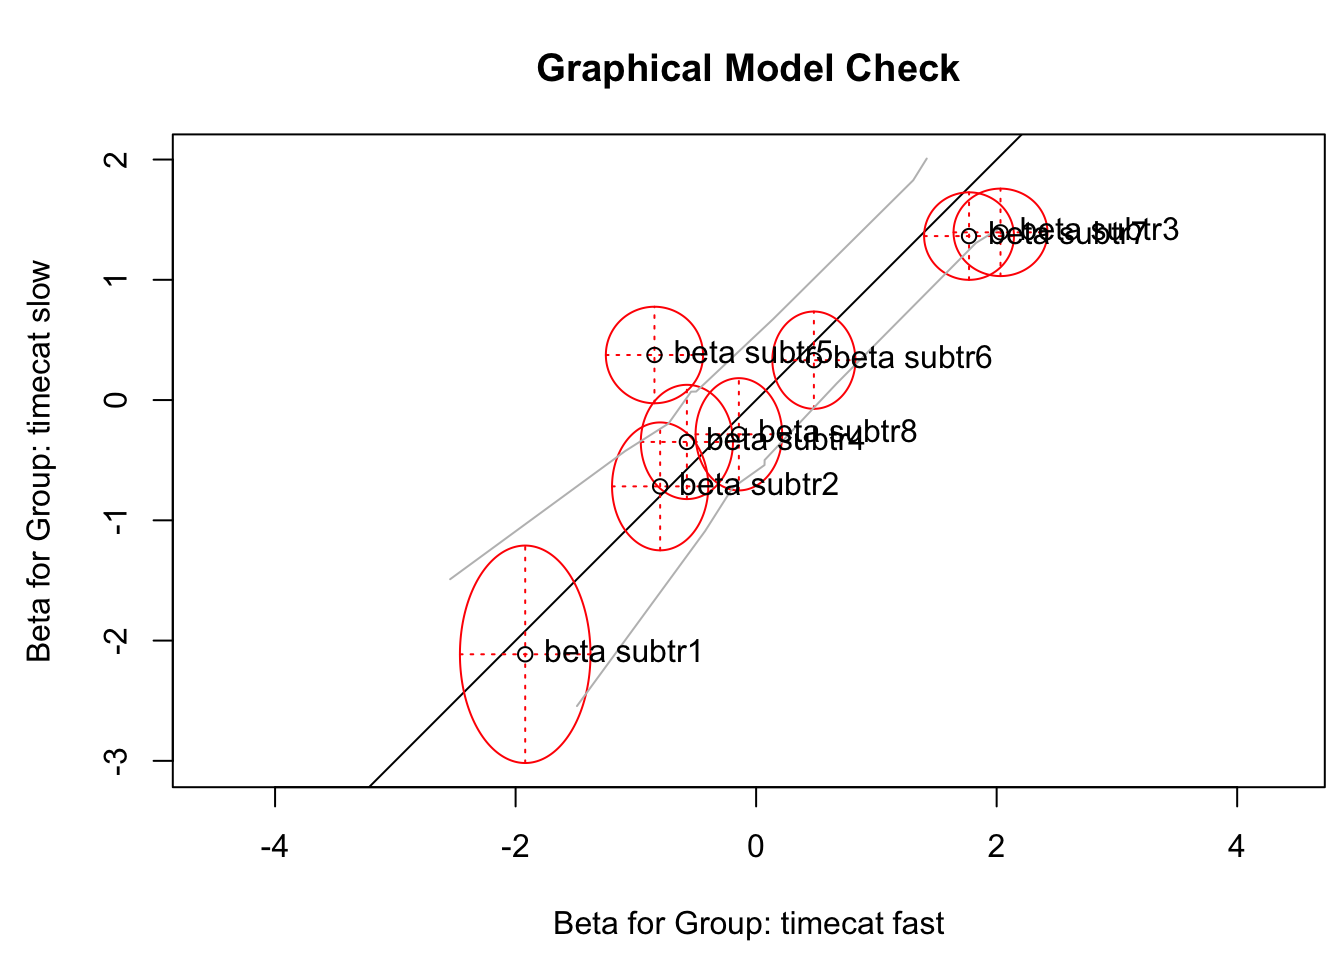 Graphical Model Check
Beta for Group: timecat slow
2
1
0
-1
-2
-3
beta subtr3
beta subtr7
beta subtr5
beta subtr6
beta subtr8
beta subtr4
beta subtr2
beta subtr1
-4
-2
0
2
4
Beta for Group: timecat fast